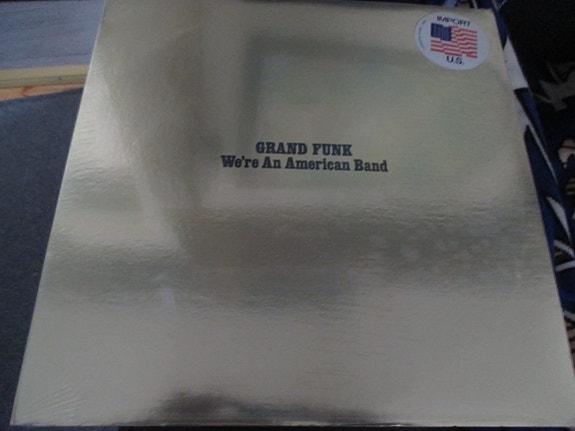 IMPORT
U.S.
GRAND FUNK
We're An American Band